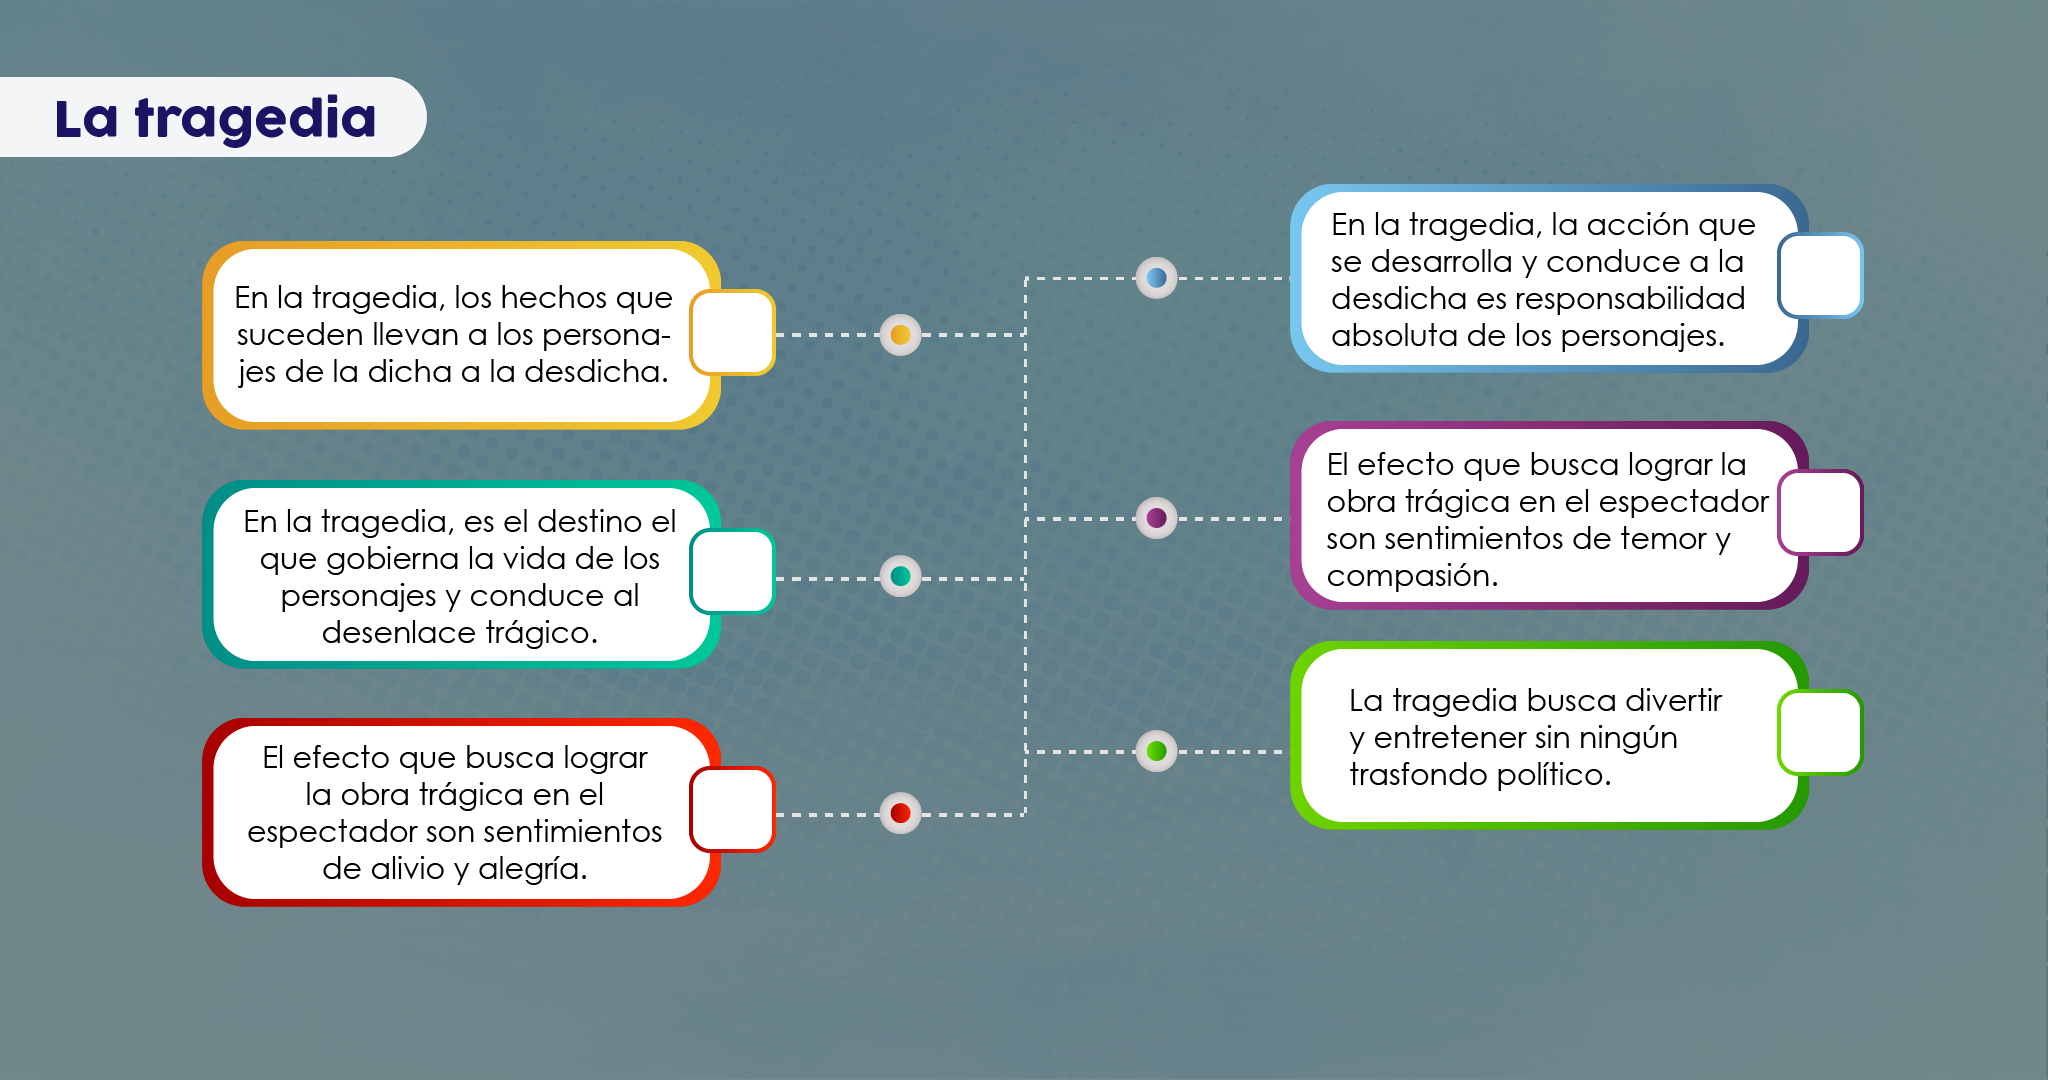 La tragedia
En la tragedia, los hechos que
suceden llevan a los persona-
jes de la dicha a la desdicha.
En la tragedia, es el destino el
que gobierna la vida de los
personajes y conduce al
desenlace trágico.
El efecto que busca lograr
la obra trágica en el
espectador son sentimientos
de alivio y alegría.
En la tragedia, la acción que
se desarrolla y conduce a la
desdicha es responsabilidad
absoluta de los personajes.
El efecto que busca lograr la
obra trágica en el espectador
son sentimientos de temor y
compasión.
La tragedia busca divertir
y entretener sin ningún
trasfondo político.